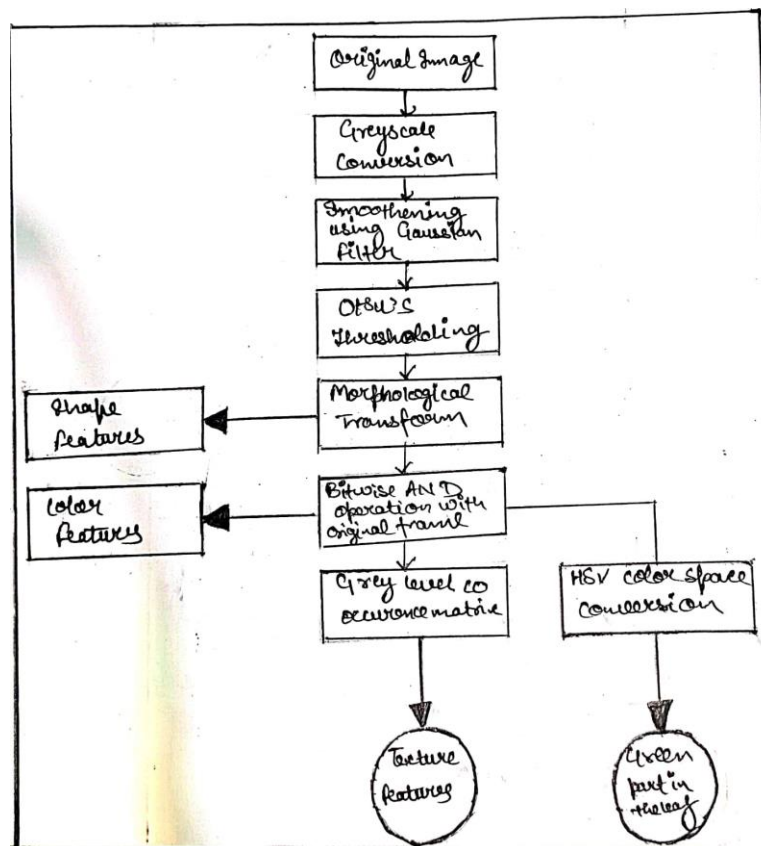 Original Image
Greyscale
Conversion
Smoothening
using Gaussian
filter
OTSU'S
Thresholding
Morphological
Transform
Shape
features
Bitwise AND
operation with
original frame
Color
features
Grey level co
occurence matrix
HSV color space
conversion
Texture
features
Green
part in
the leaf